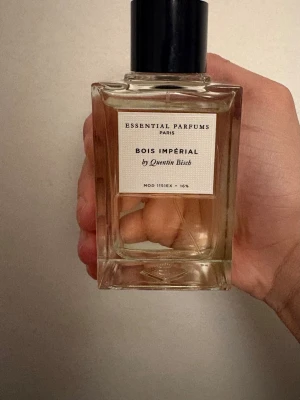 ESSENTIAL PARFUMS
PARIS
BOIS IMPÉRIAL
by Quentin Bisch